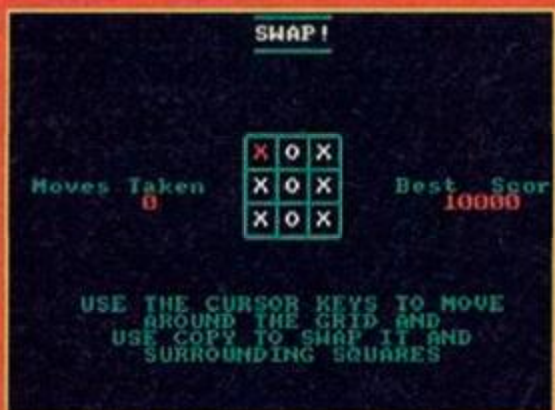 SWAP!
X O X
Moves Taken X O X Best Scor
0 10000
X O X
USE THE CURSOR KEYS TO MOVE
AROUND THE GRID AND
USE COPY TO SWAP IT AND
SURROUNDING SQUARES